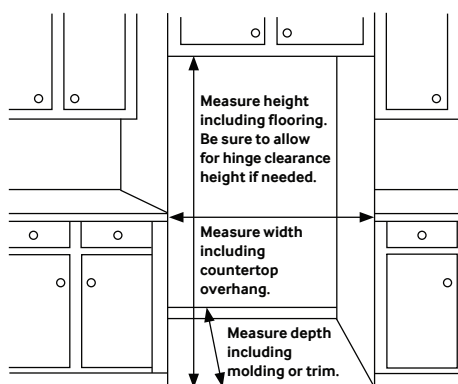 Measure height
including flooring.
Be sure to allow
for hinge clearance
height if needed.
Measure width
including
countertop
overhang.
Measure depth
including
molding or trim.